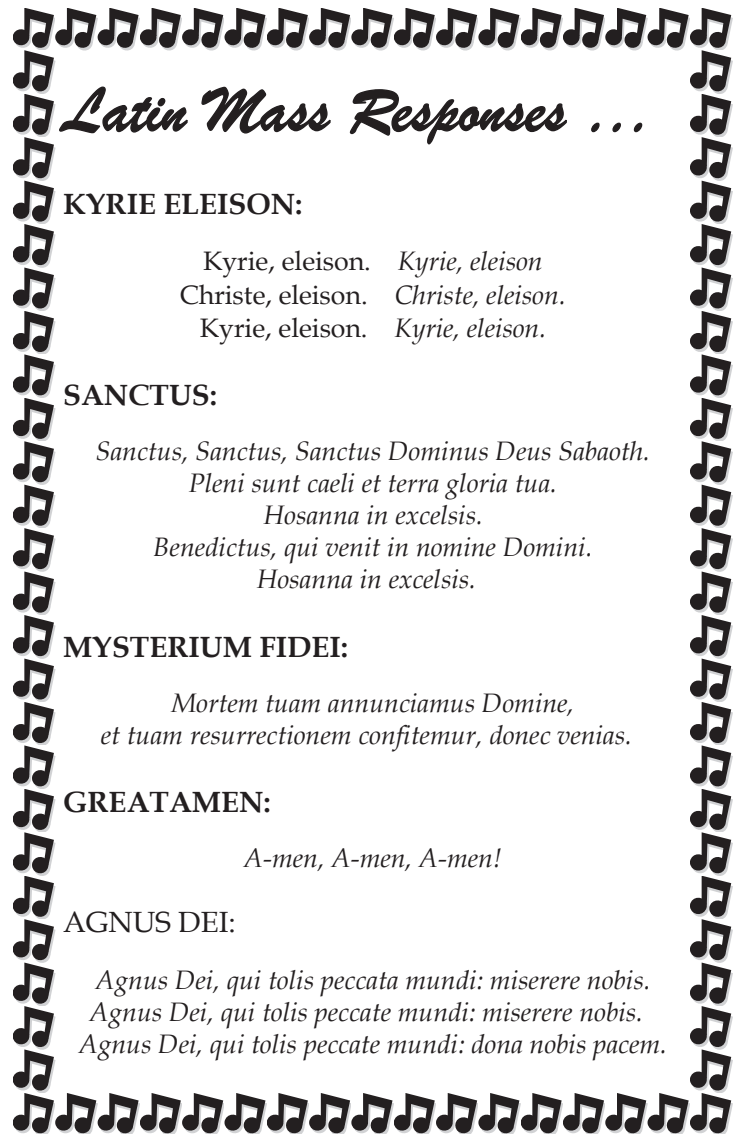 Latin Mass Responses ...
KYRIE ELEISON:
Kyrie, eleison. Kyrie, eleison
Christe, eleison. Christe, eleison.
Kyrie, eleison. Kyrie, eleison.
SANCTUS:
Sanctus, Sanctus, Sanctus Dominus Deus Sabaoth.
Pleni sunt caeli et terra gloria tua.
Hosanna in excelsis.
Benedictus, qui venit in nomine Domini.
Hosanna in excelsis.
MYSTERIUM FIDEI:
Mortem tuam annunciamus Domine,
et tuam resurrectionem confitemur, donec venias.
GREATAMEN:
A-men, A-men, A-men!
AGNUS DEI:
Agnus Dei, qui tolis peccata mundi: miserere nobis.
Agnus Dei, qui tolis peccate mundi: miserere nobis.
Agnus Dei, qui tolis peccate mundi: dona nobis pacem.